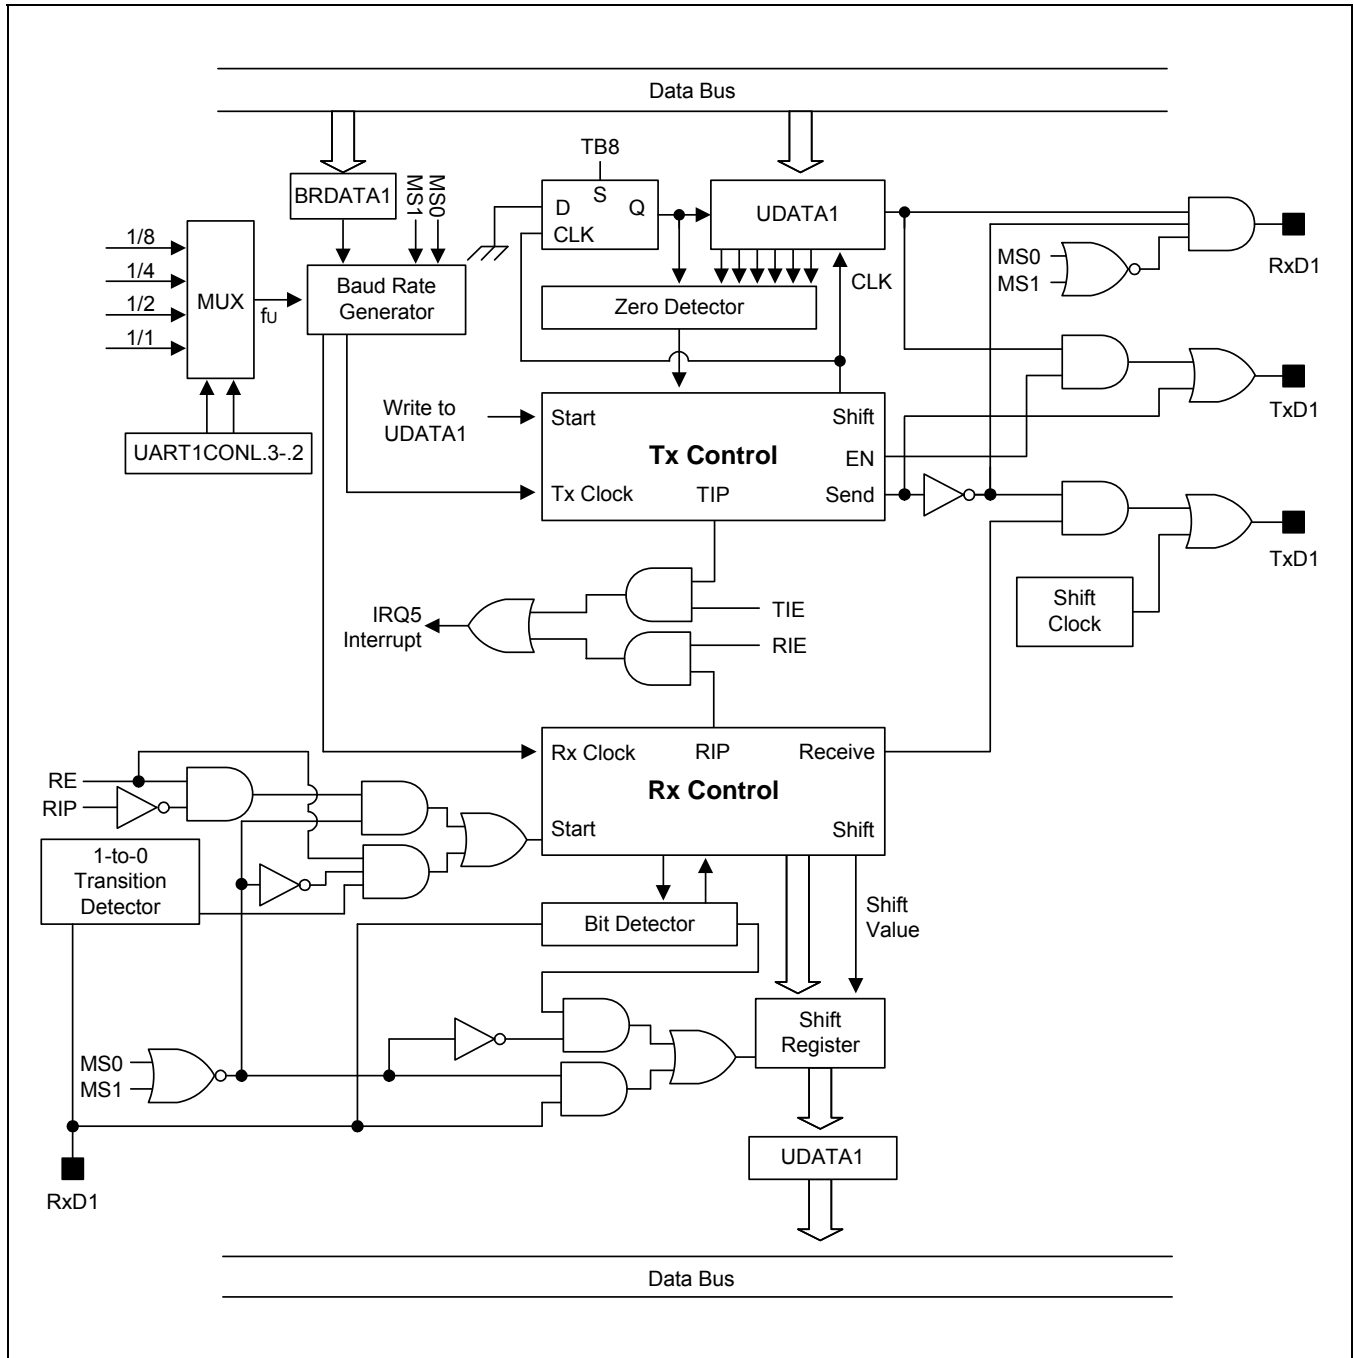 Data Bus
TB8
BRDATA1
MS1
MS0
D
S
Q
CLK
UDATA1
1/8
1/4
1/2
1/1
MUX
fU
Baud Rate
Generator
Zero Detector
CLK
MS0
MS1
RxD1
UART1CONL.3-.2
Write to
UDATA1
Start
Shift
Tx Control
EN
Tx Clock
TIP
Send
TxD1
TxD1
IRQ5
Interrupt
TIE
RIE
Shift
Clock
Rx Clock
RIP
Receive
Rx Control
Start
Shift
RE
RIP
1-to-0
Transition
Detector
Bit Detector
Shift
Value
MS0
MS1
Shift
Register
UDATA1
RxD1
Data Bus